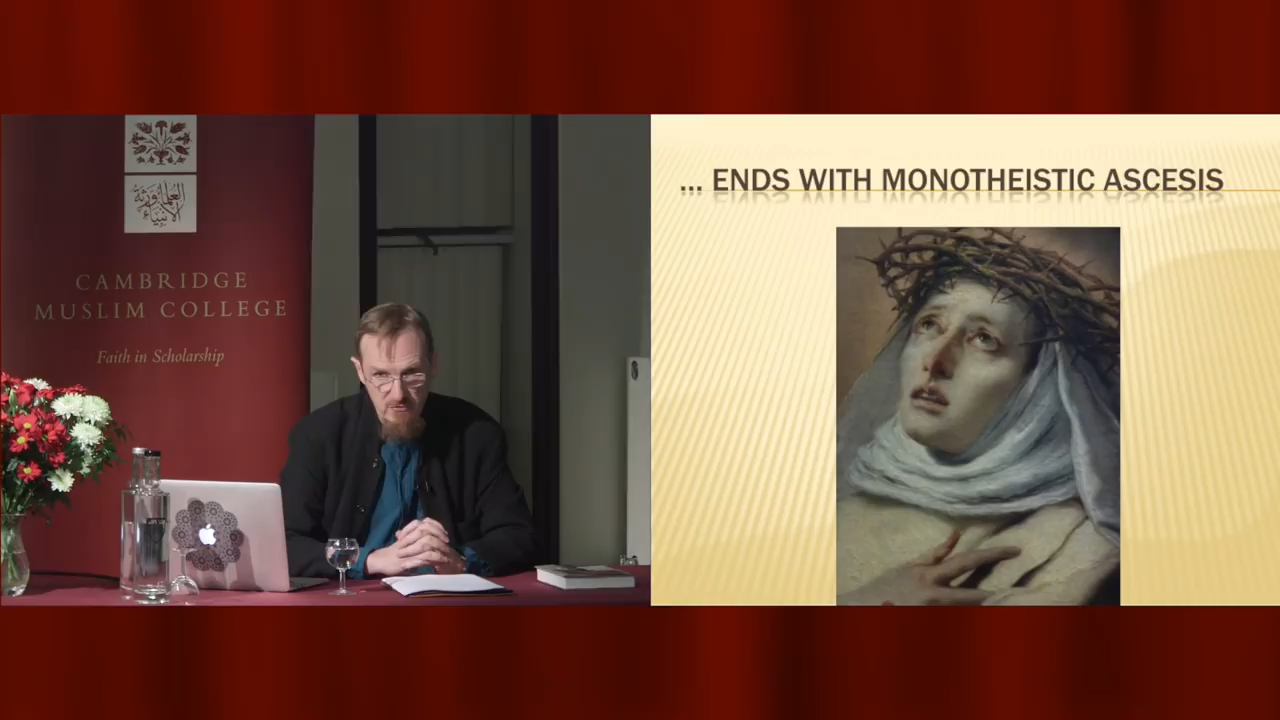 العلماء ورثة
الأنبياء
CAMBRIDGE
MUSLIM COLLEGE
Faith in Scholarship
... ENDS WITH MONOTHEISTIC ASCESIS